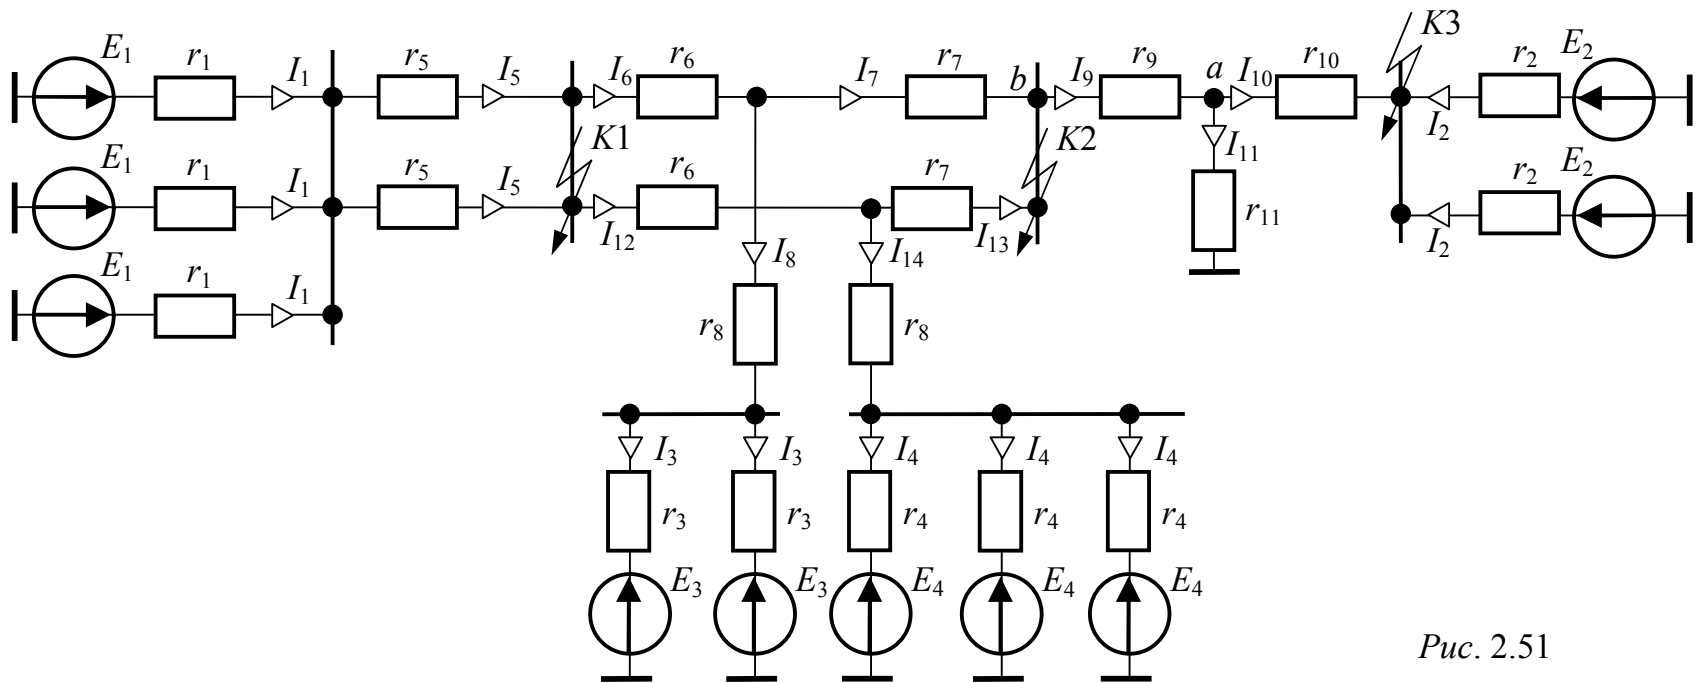 E₁ r₁ I₁ r₅ I₅ I₆ r₆ I₇ r₇ b I₉ r₉ a I₁₀ r₁₀ K3 r₂ E₂
I₂
E₁ r₁ I₁ r₅ I₅ K1 r₆ r₇ K2 I₁₁ r₂ E₂
I₁₂ I₁₃ r₁₁ I₂
E₁ r₁ I₁ I₈ I₁₄
r₈ r₈
I₃ I₃ I₄ I₄ I₄
r₃ r₃ r₄ r₄ r₄
E₃ E₃ E₄ E₄ E₄
Рис. 2.51